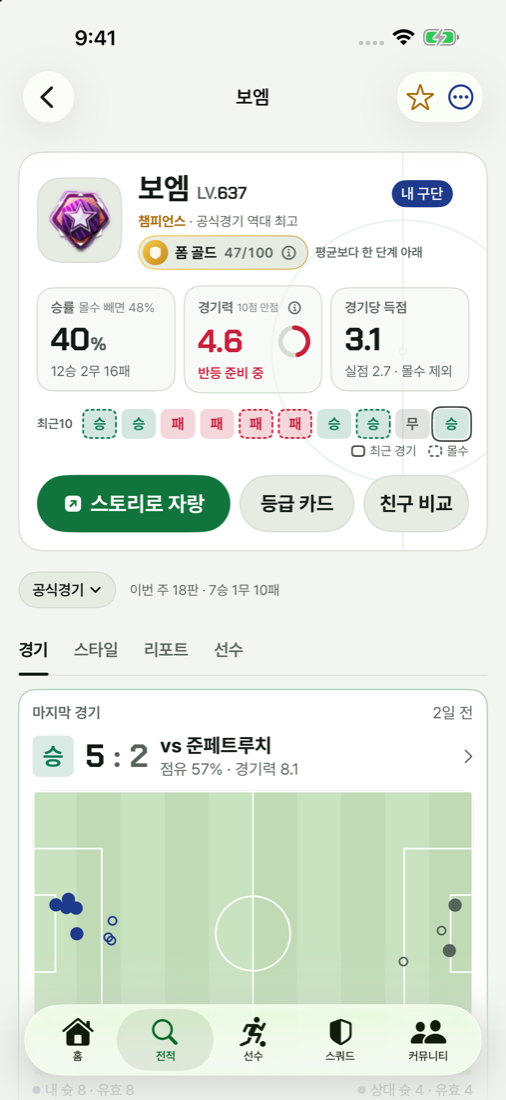 9:41
보엠
보엠 LV.637 내 구단
챔피언스 · 공식경기 역대 최고
폼 골드 47/100 평균보다 한 단계 아래
승률 몰수 빼면 48%
40%
12승 2무 16패
경기력 10점 만점
4.6
반등 준비 중
경기당 득점
3.1
실점 2.7 · 몰수 제외
최근10 승 승 패 패 패 패 승 승 무 승
최근 경기 몰수
스토리로 자랑 등급 카드 친구 비교
공식경기 이번 주 18판 · 7승 1무 10패
경기 스타일 리포트 선수
마지막 경기 2일 전
승 5 : 2 vs 준페트루치
점유 57% · 경기력 8.1
홈 전적 선수 스쿼드 커뮤니티
내 슛 8 · 유효 8 상대 슛 4 · 유효 4